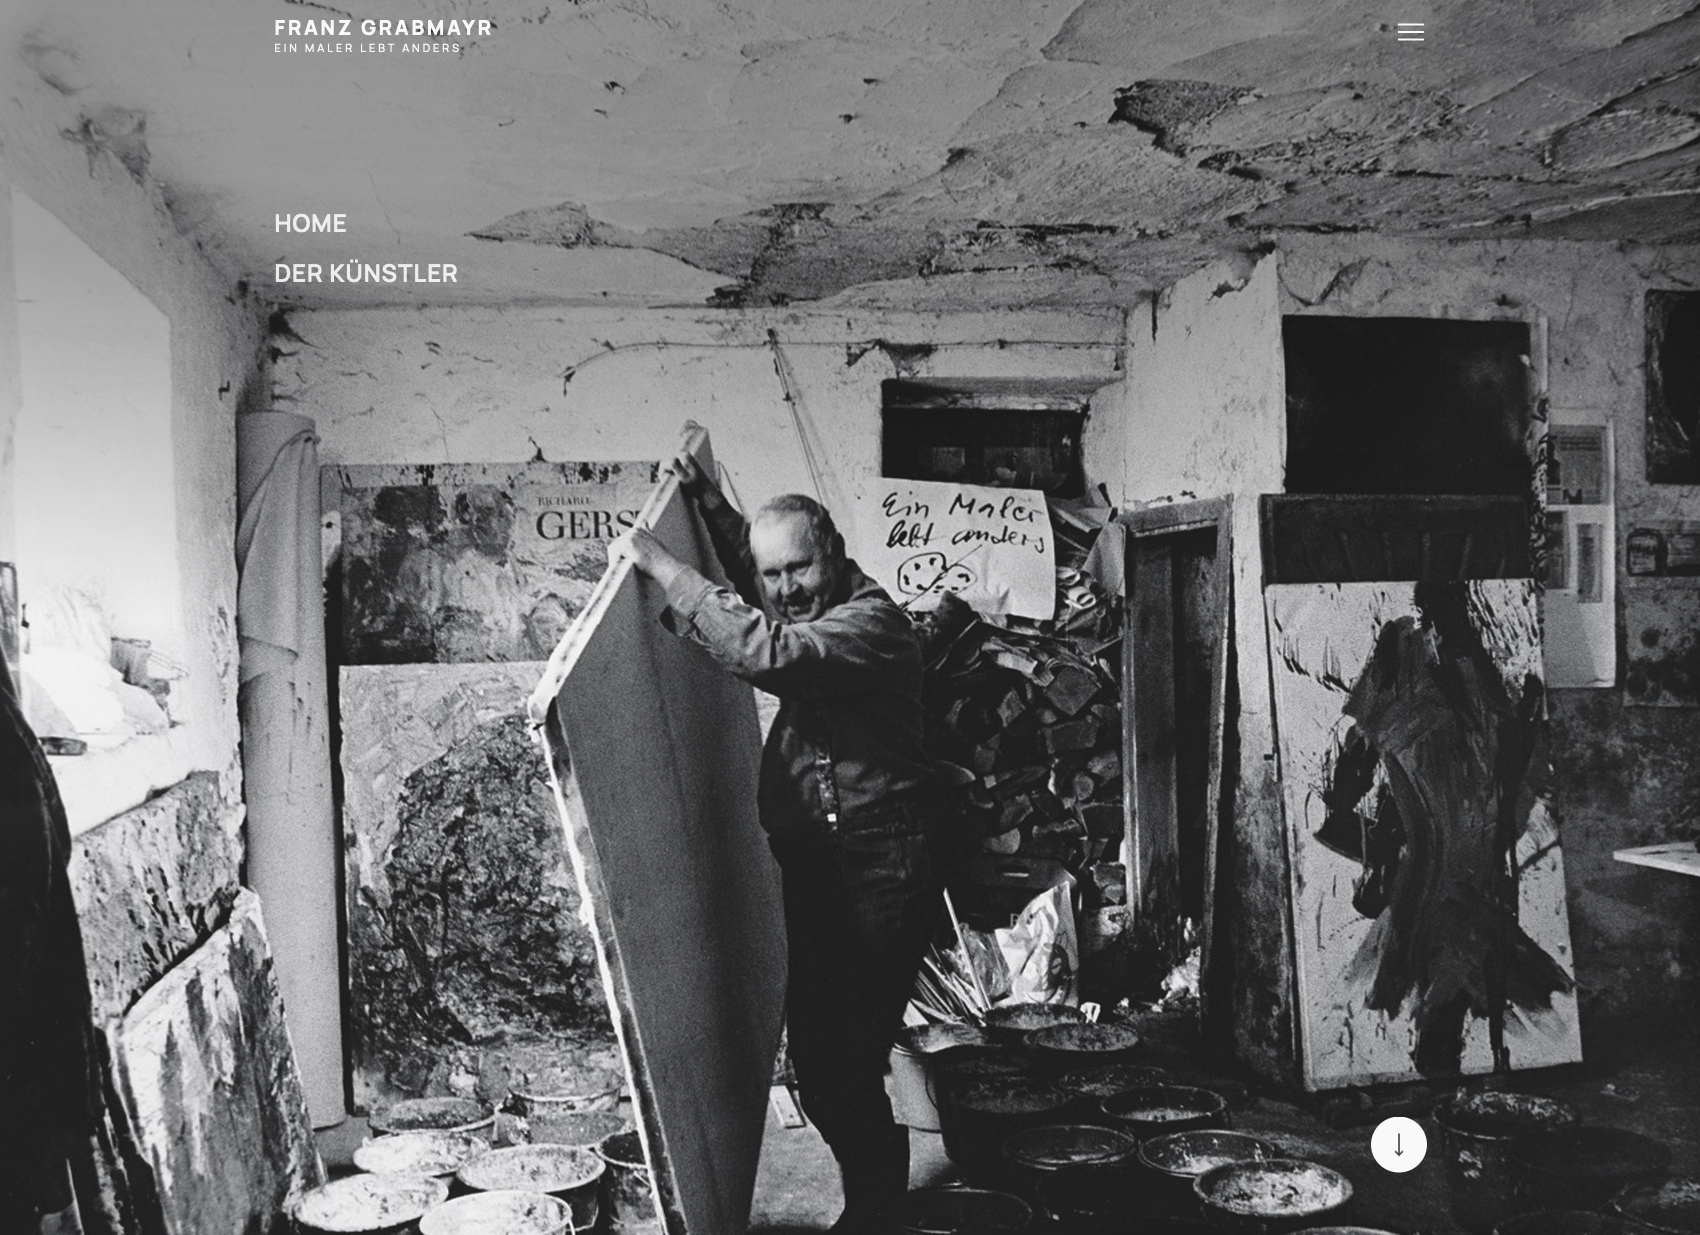 FRANZ GRABMAYR
EIN MALER LEBT ANDERS
HOME
DER KÜNSTLER
RICHARD
GERS
Ein Maler
lebt anders